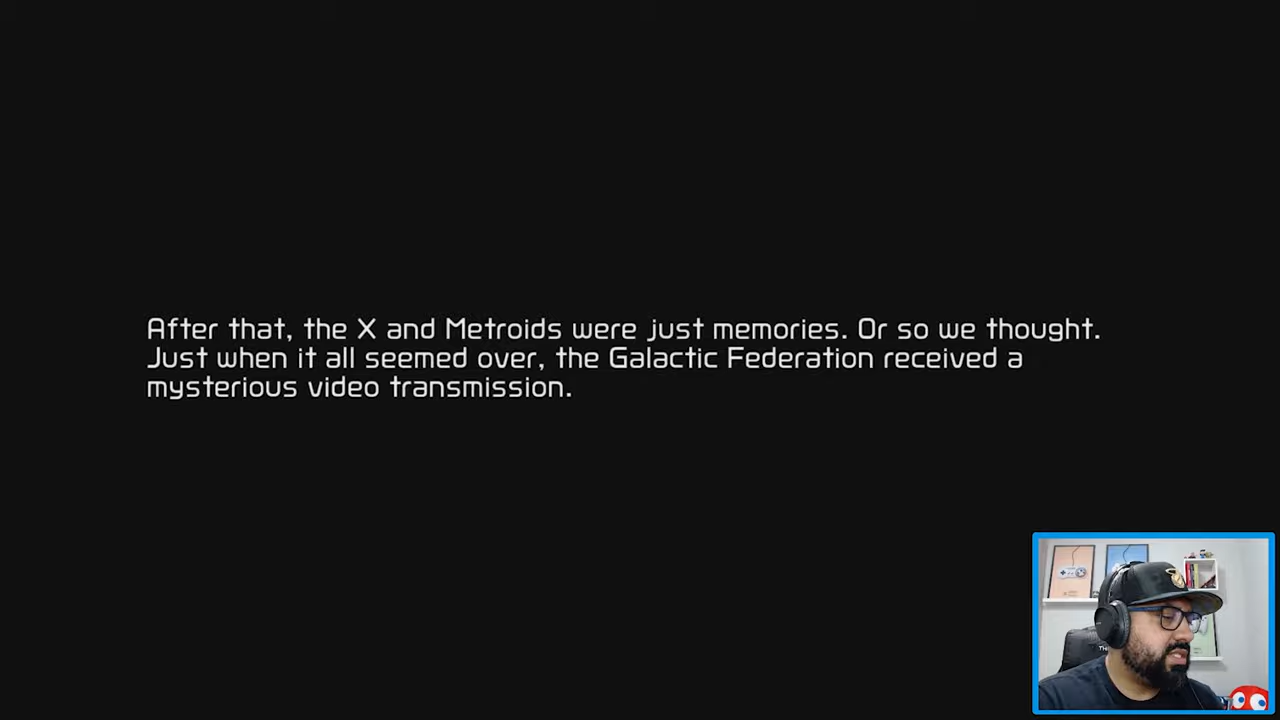 After that, the X and Metroids were just memories. Or so we thought.
Just when it all seemed over, the Galactic Federation received a
mysterious video transmission.